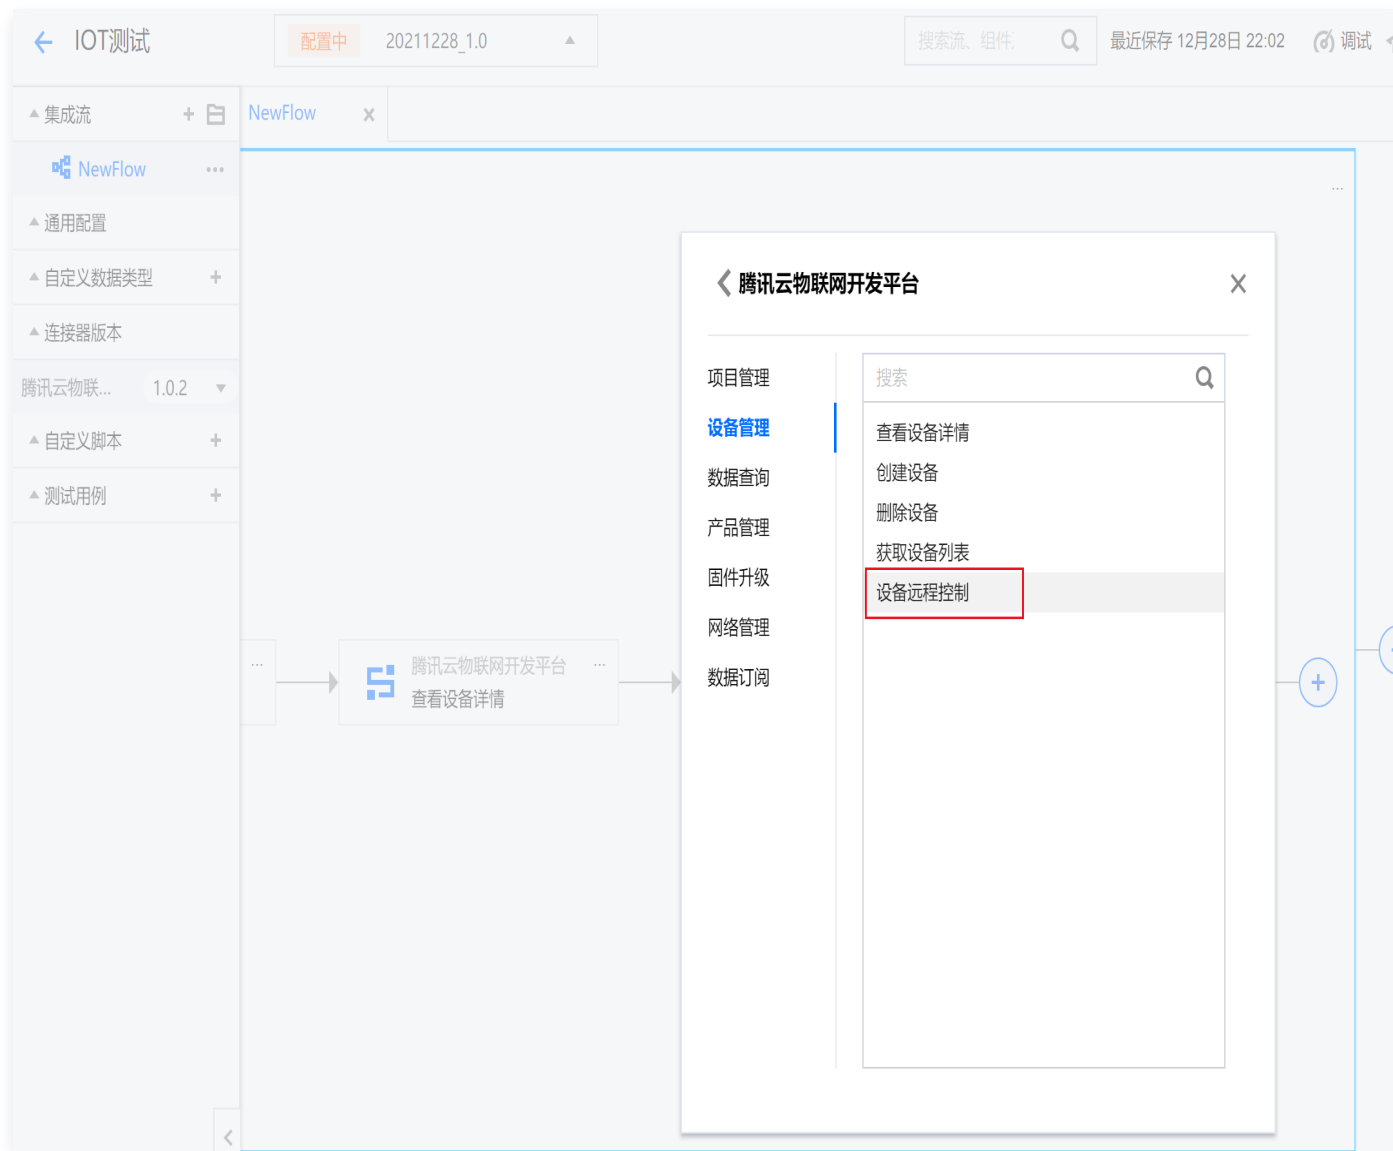 IOT测试
配置中 20211228_1.0
搜索流、组件
最近保存 12月28日 22:02
调试
集成流
NewFlow
NewFlow
通用配置
自定义数据类型
连接器版本
腾讯云物联... 1.0.2
自定义脚本
测试用例
...
腾讯云物联网开发平台 ...
查看设备详情
...
腾讯云物联网开发平台
项目管理
设备管理
数据查询
产品管理
固件升级
网络管理
数据订阅
搜索
查看设备详情
创建设备
删除设备
获取设备列表
设备远程控制